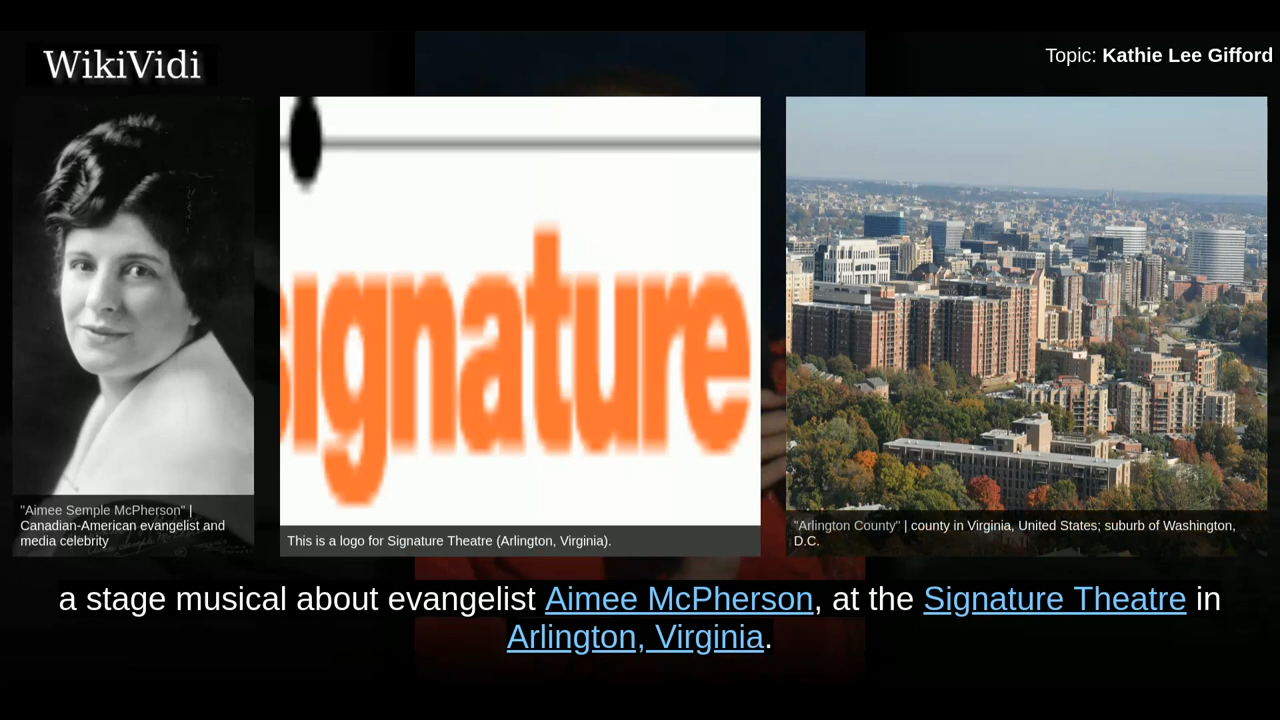 WikiVidi
Topic: Kathie Lee Gifford
signature
"Aimee Semple McPherson" |
Canadian-American evangelist and
media celebrity
This is a logo for Signature Theatre (Arlington, Virginia).
"Arlington County" | county in Virginia, United States; suburb of Washington,
D.C.
a stage musical about evangelist Aimee McPherson, at the Signature Theatre in
Arlington, Virginia.